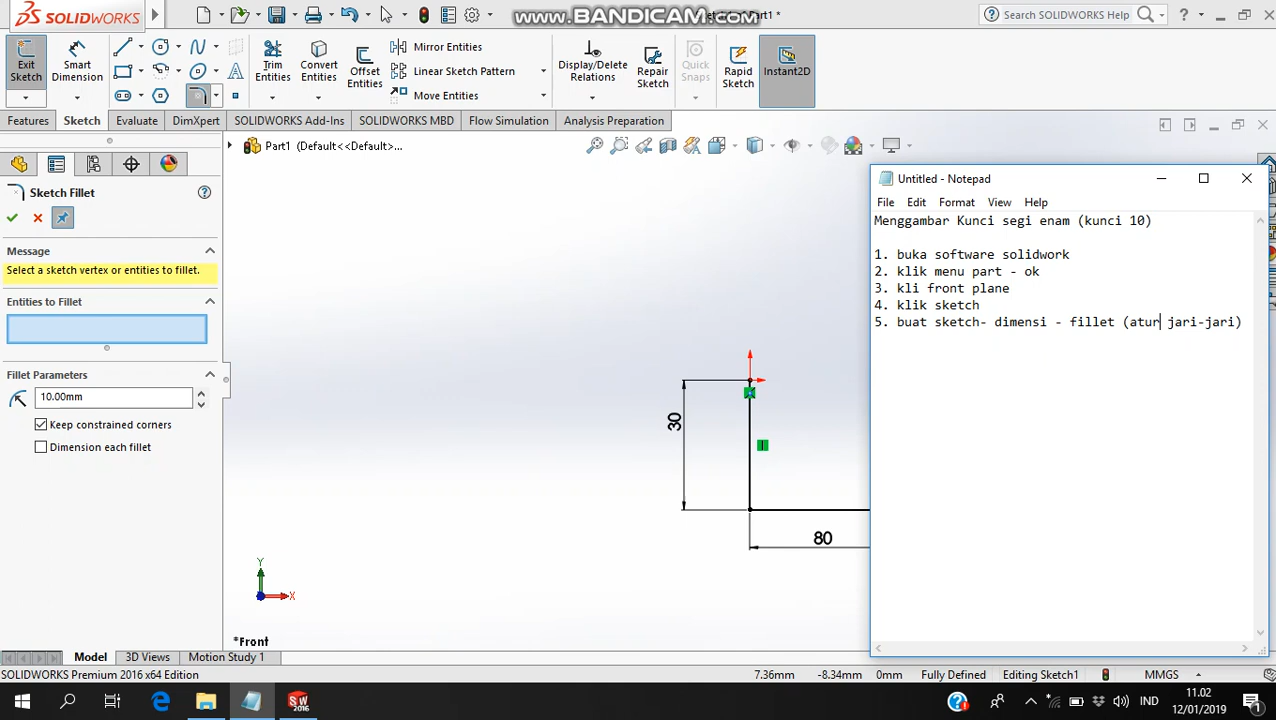 SOLIDWORKS
www.BANDICAM.com
Part1 *
Search SOLIDWORKS Help
Exit Sketch
Smart Dimension
Trim Entities
Convert Entities
Offset Entities
Mirror Entities
Linear Sketch Pattern
Move Entities
Display/Delete Relations
Repair Sketch
Quick Snaps
Rapid Sketch
Instant2D
Features
Sketch
Evaluate
DimXpert
SOLIDWORKS Add-Ins
SOLIDWORKS MBD
Flow Simulation
Analysis Preparation
Part1 (Default<<Default>...
Sketch Fillet
Message
Select a sketch vertex or entities to fillet.
Entities to Fillet
Fillet Parameters
10.00mm
Keep constrained corners
Dimension each fillet
30
80
Y
X
*Front
Untitled - Notepad
File Edit Format View Help
Menggambar Kunci segi enam (kunci 10)
1. buka software solidwork
2. klik menu part - ok
3. kli front plane
4. klik sketch
5. buat sketch- dimensi - fillet (atur jari-jari)
Model
3D Views
Motion Study 1
SOLIDWORKS Premium 2016 x64 Edition
7.36mm
-8.34mm
0mm
Fully Defined
Editing Sketch1
MMGS
SW 2016
IND
11.02
12/01/2019